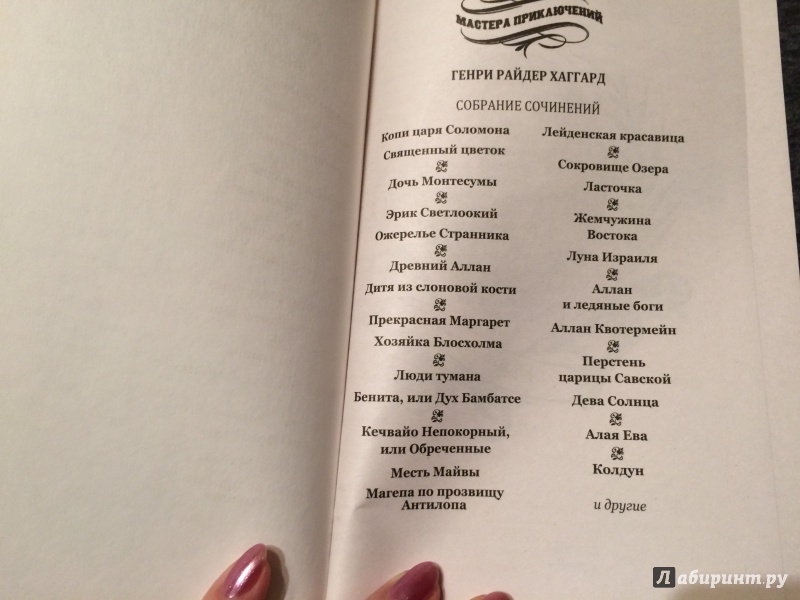 МАСТЕРА ПРИКЛЮЧЕНИЙ
ГЕНРИ РАЙДЕР ХАГГАРД
СОБРАНИЕ СОЧИНЕНИЙ
Копи царя Соломона
Священный цветок
Дочь Монтесумы
Эрик Светлоокий
Ожерелье Странника
Древний Аллан
Дитя из слоновой кости
Прекрасная Маргарет
Хозяйка Блосхолма
Люди тумана
Бенита, или Дух Бамбатсе
Кечвайо Непокорный,
или Обреченные
Месть Майвы
Магепа по прозвищу
Антилопа
Лейденская красавица
Сокровище Озера
Ласточка
Жемчужина
Востока
Луна Израиля
Аллан
и ледяные боги
Аллан Квотермейн
Перстень
царицы Савской
Дева Солнца
Алая Ева
Колдун
и другие
Лабиринт.ру